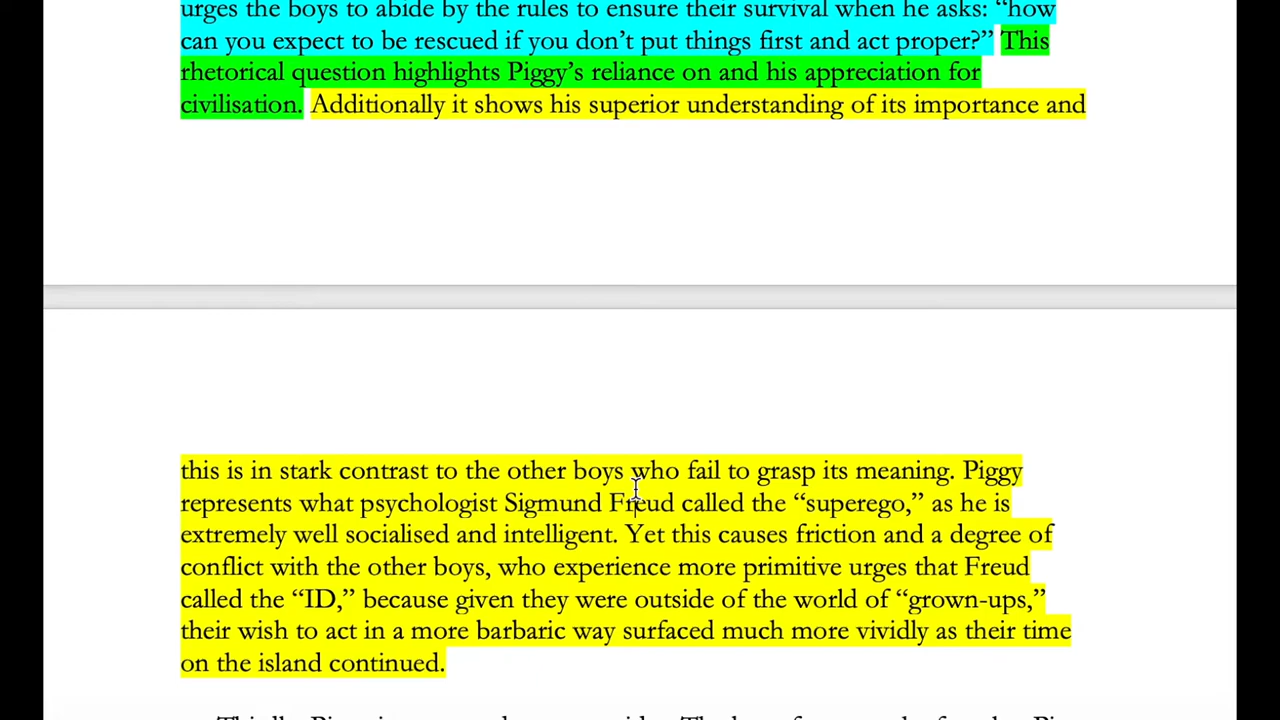 urges the boys to abide by the rules to ensure their survival when he asks: “how
can you expect to be rescued if you don’t put things first and act proper?” This
rhetorical question highlights Piggy’s reliance on and his appreciation for
civilisation. Additionally it shows his superior understanding of its importance and
this is in stark contrast to the other boys who fail to grasp its meaning. Piggy
represents what psychologist Sigmund Freud called the “superego,” as he is
extremely well socialised and intelligent. Yet this causes friction and a degree of
conflict with the other boys, who experience more primitive urges that Freud
called the “ID,” because given they were outside of the world of “grown-ups,”
their wish to act in a more barbaric way surfaced much more vividly as their time
on the island continued.